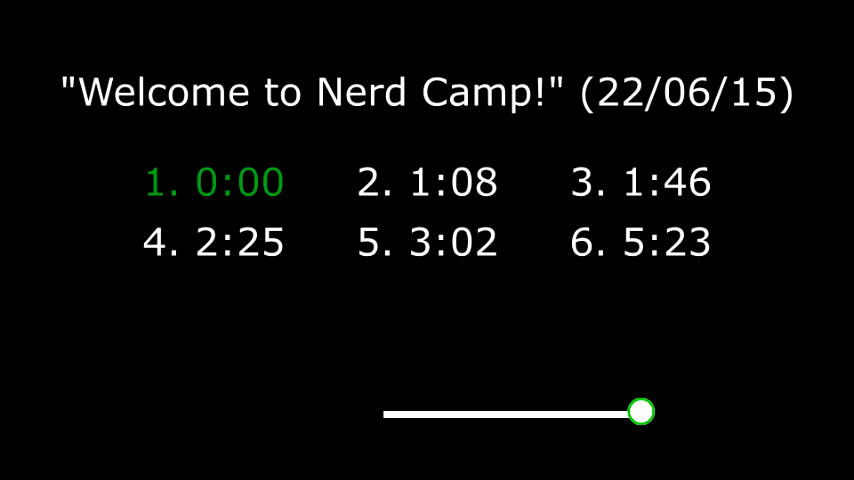 "Welcome to Nerd Camp!" (22/06/15)
1. 0:00 2. 1:08 3. 1:46
4. 2:25 5. 3:02 6. 5:23